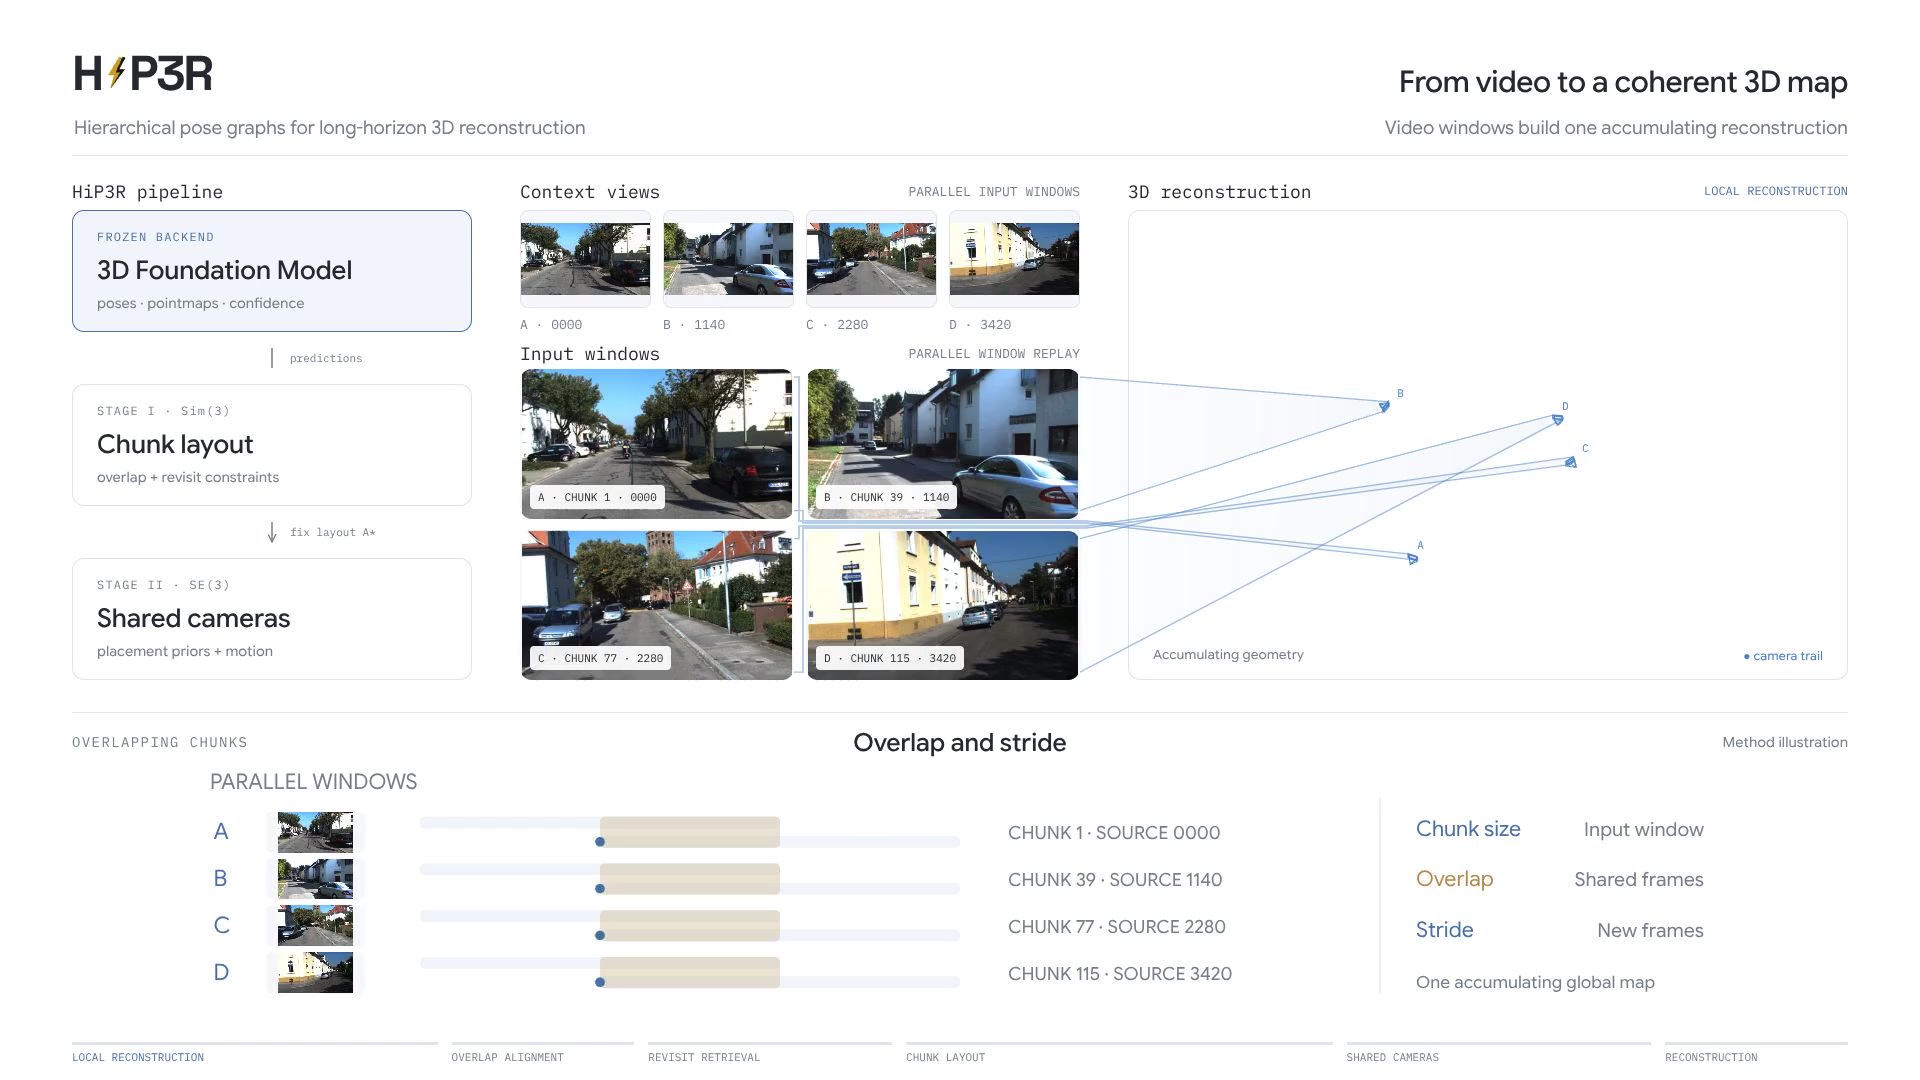 H⚡P3R
From video to a coherent 3D map
Hierarchical pose graphs for long-horizon 3D reconstruction
Video windows build one accumulating reconstruction
HiP3R pipeline
FROZEN BACKEND
3D Foundation Model
poses · pointmaps · confidence
predictions
STAGE I · Sim(3)
Chunk layout
overlap + revisit constraints
fix layout A*
STAGE II · SE(3)
Shared cameras
placement priors + motion
Context views
PARALLEL INPUT WINDOWS
A · 0000
B · 1140
C · 2280
D · 3420
Input windows
PARALLEL WINDOW REPLAY
A · CHUNK 1 · 0000
B · CHUNK 39 · 1140
C · CHUNK 77 · 2280
D · CHUNK 115 · 3420
3D reconstruction
LOCAL RECONSTRUCTION
B
D
C
A
Accumulating geometry
camera trail
OVERLAPPING CHUNKS
Overlap and stride
Method illustration
PARALLEL WINDOWS
A
CHUNK 1 · SOURCE 0000
B
CHUNK 39 · SOURCE 1140
C
CHUNK 77 · SOURCE 2280
D
CHUNK 115 · SOURCE 3420
Chunk size Input window
Overlap Shared frames
Stride New frames
One accumulating global map
LOCAL RECONSTRUCTION
OVERLAP ALIGNMENT
REVISIT RETRIEVAL
CHUNK LAYOUT
SHARED CAMERAS
RECONSTRUCTION